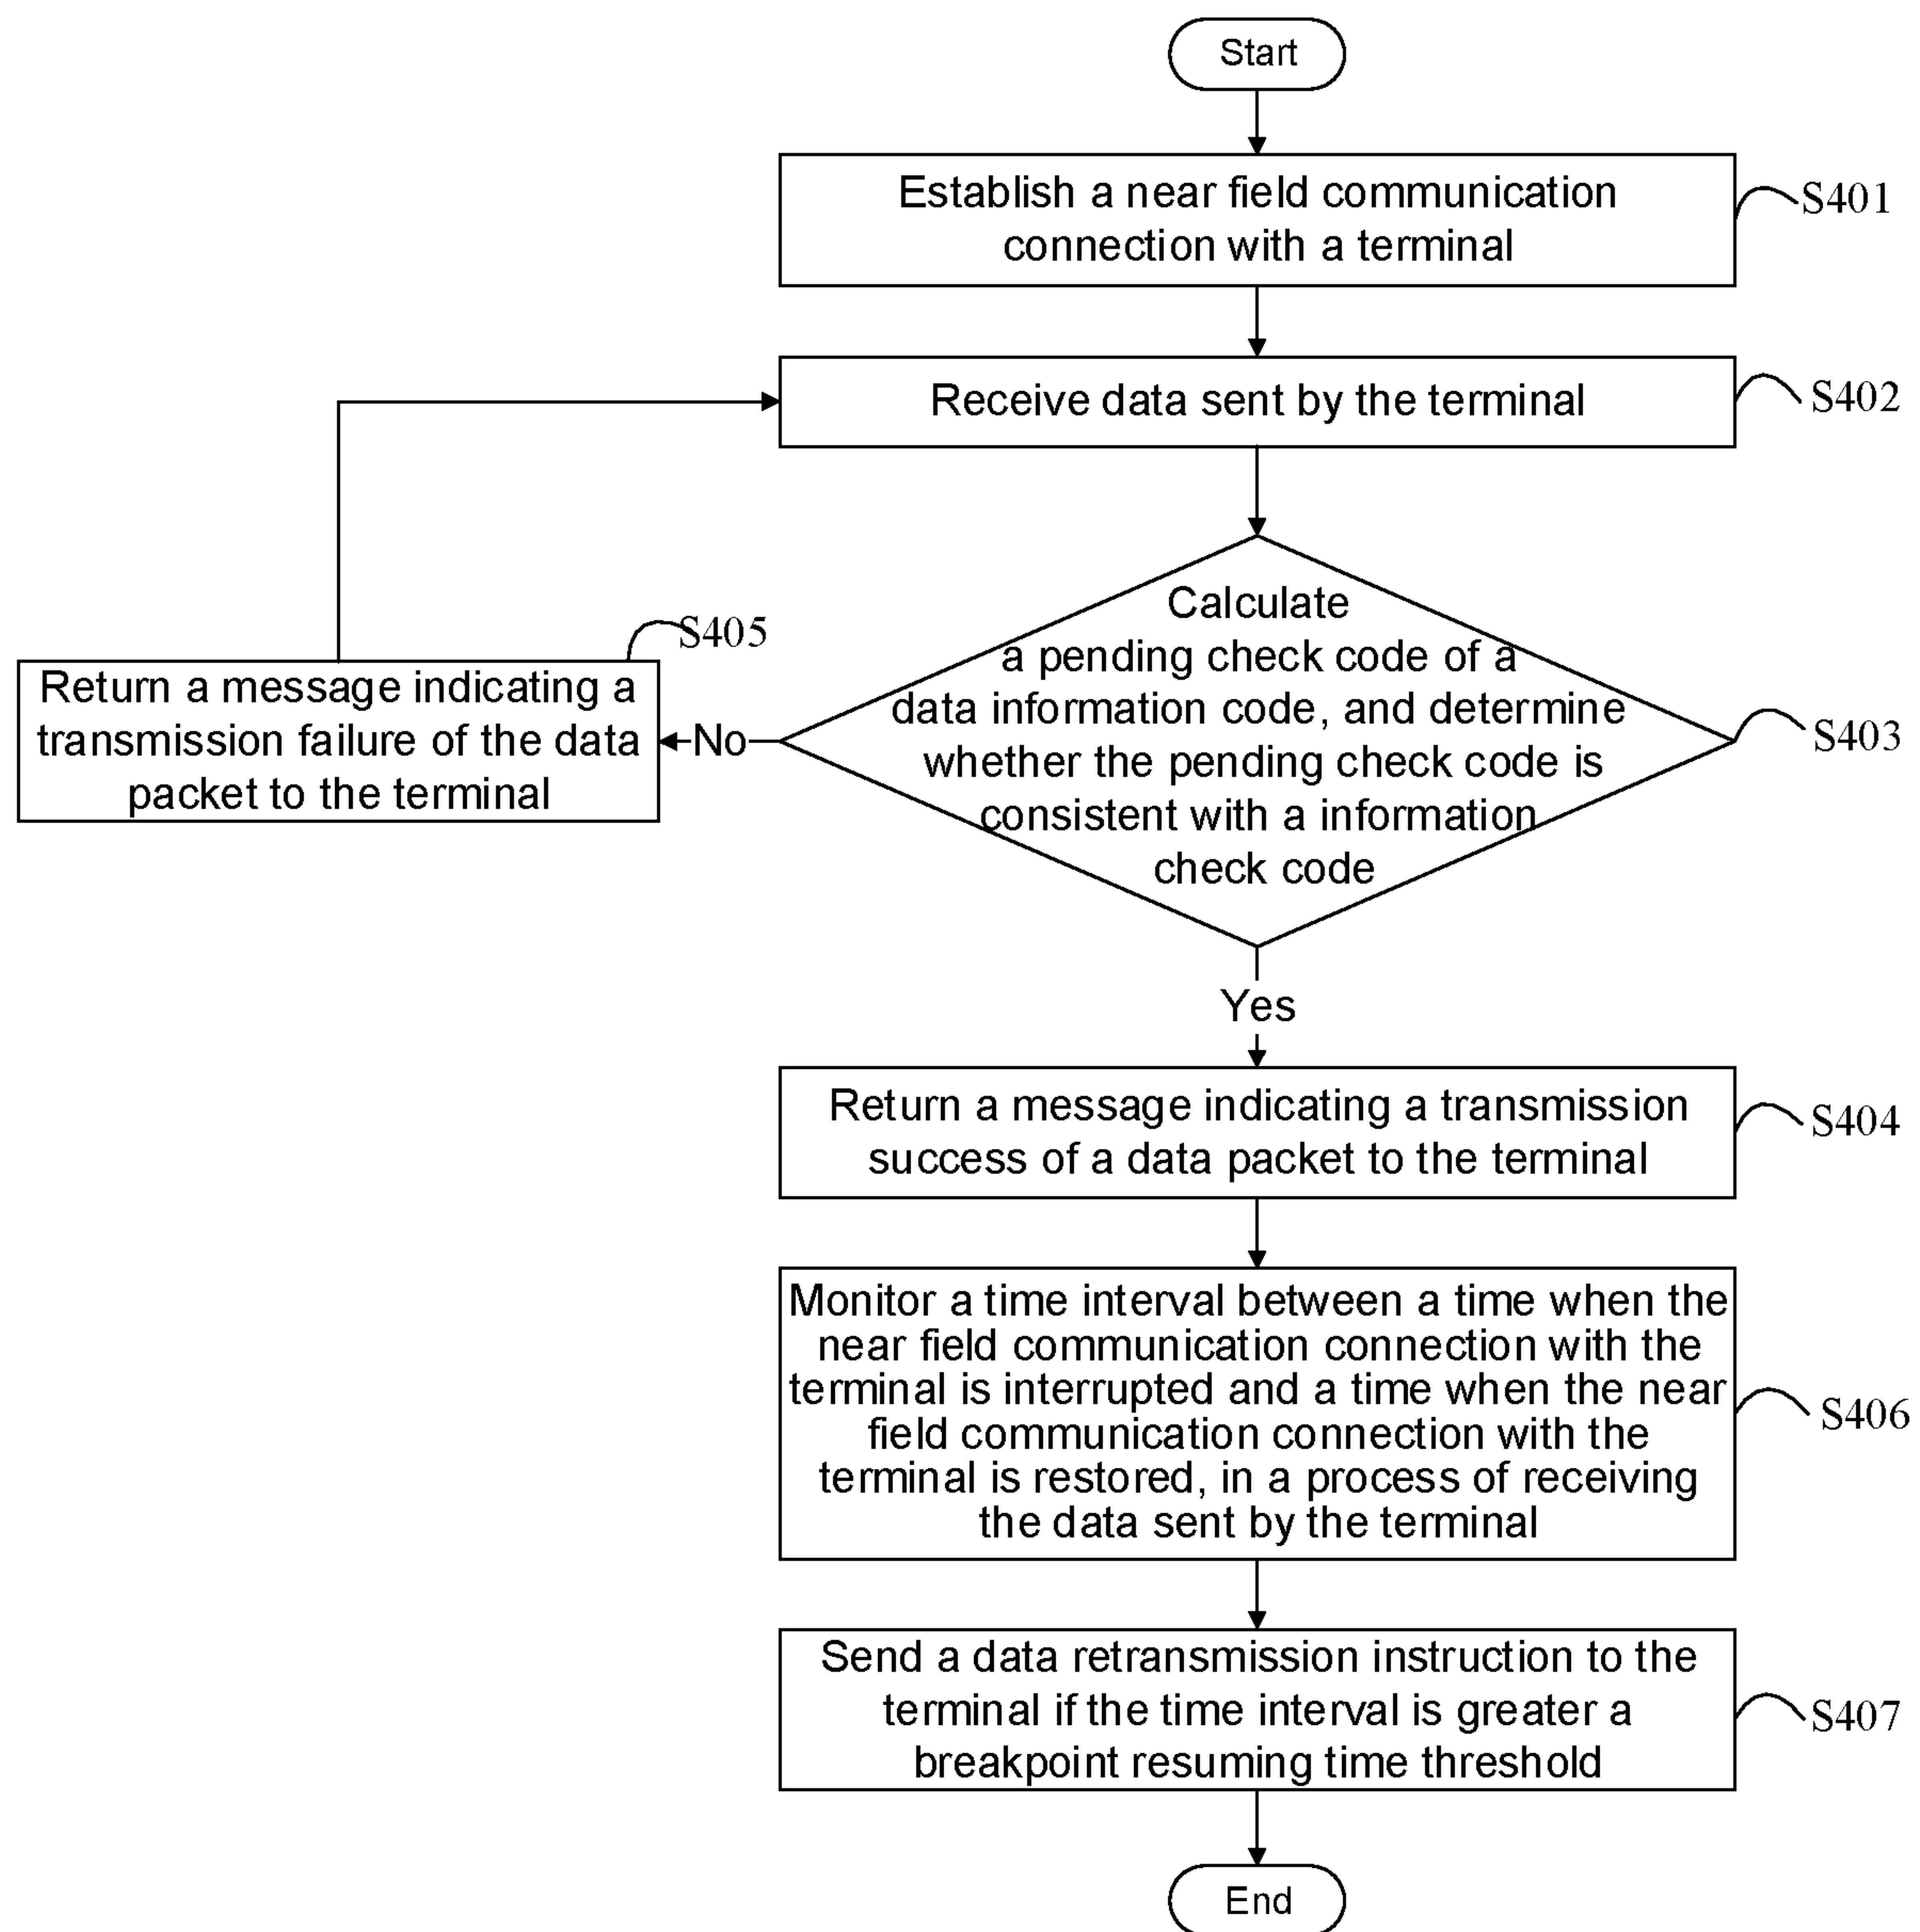 Start
Establish a near field communication
connection with a terminal
S401
Receive data sent by the terminal
S402
Calculate
a pending check code of a
data information code, and determine
whether the pending check code is
consistent with a information
check code
S403
No
S405
Return a message indicating a
transmission failure of the data
packet to the terminal
Yes
Return a message indicating a transmission
success of a data packet to the terminal
S404
Monitor a time interval between a time when the
near field communication connection with the
terminal is interrupted and a time when the near
field communication connection with the
terminal is restored, in a process of receiving
the data sent by the terminal
S406
Send a data retransmission instruction to the
terminal if the time interval is greater a
breakpoint resuming time threshold
S407
End